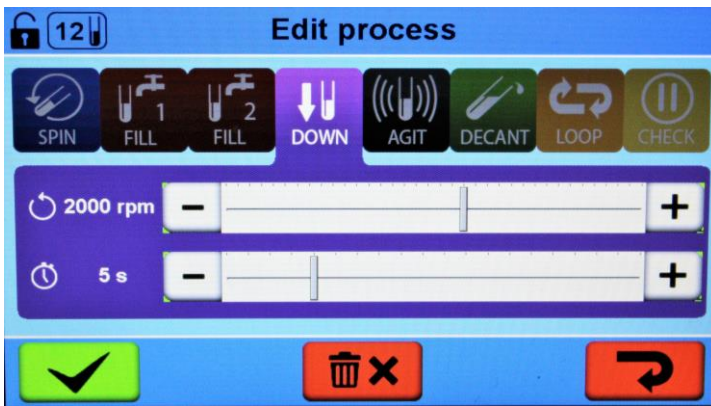 12
Edit process
SPIN
1
FILL
2
FILL
DOWN
AGIT
DECANT
LOOP
CHECK
2000 rpm
5 s